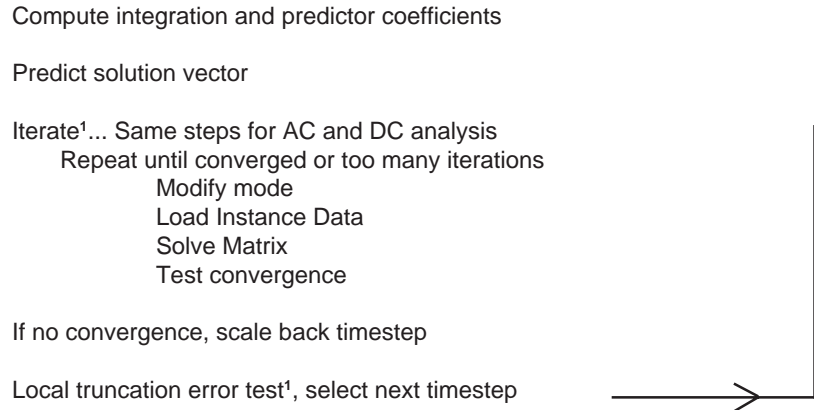 Compute integration and predictor coefficients
Predict solution vector
Iterate¹... Same steps for AC and DC analysis
Repeat until converged or too many iterations
Modify mode
Load Instance Data
Solve Matrix
Test convergence
If no convergence, scale back timestep
Local truncation error test¹, select next timestep